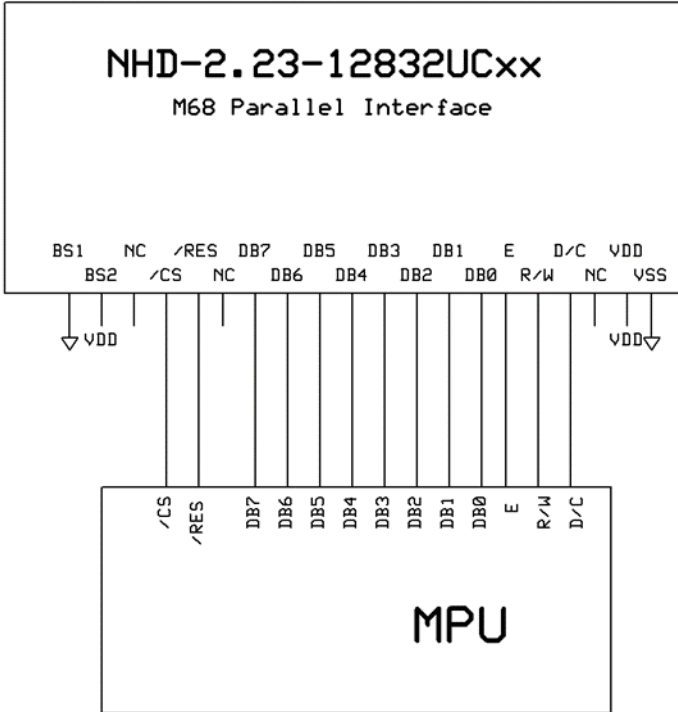 NHD-2.23-12832UCxx
M68 Parallel Interface
BS1 NC /RES DB7 DB5 DB3 DB1 E D/C VDD
BS2 /CS NC DB6 DB4 DB2 DB0 R/W NC VSS
VDD VDD
/CS /RES DB7 DB6 DB5 DB4 DB3 DB2 DB1 DB0 E R/W D/C
MPU